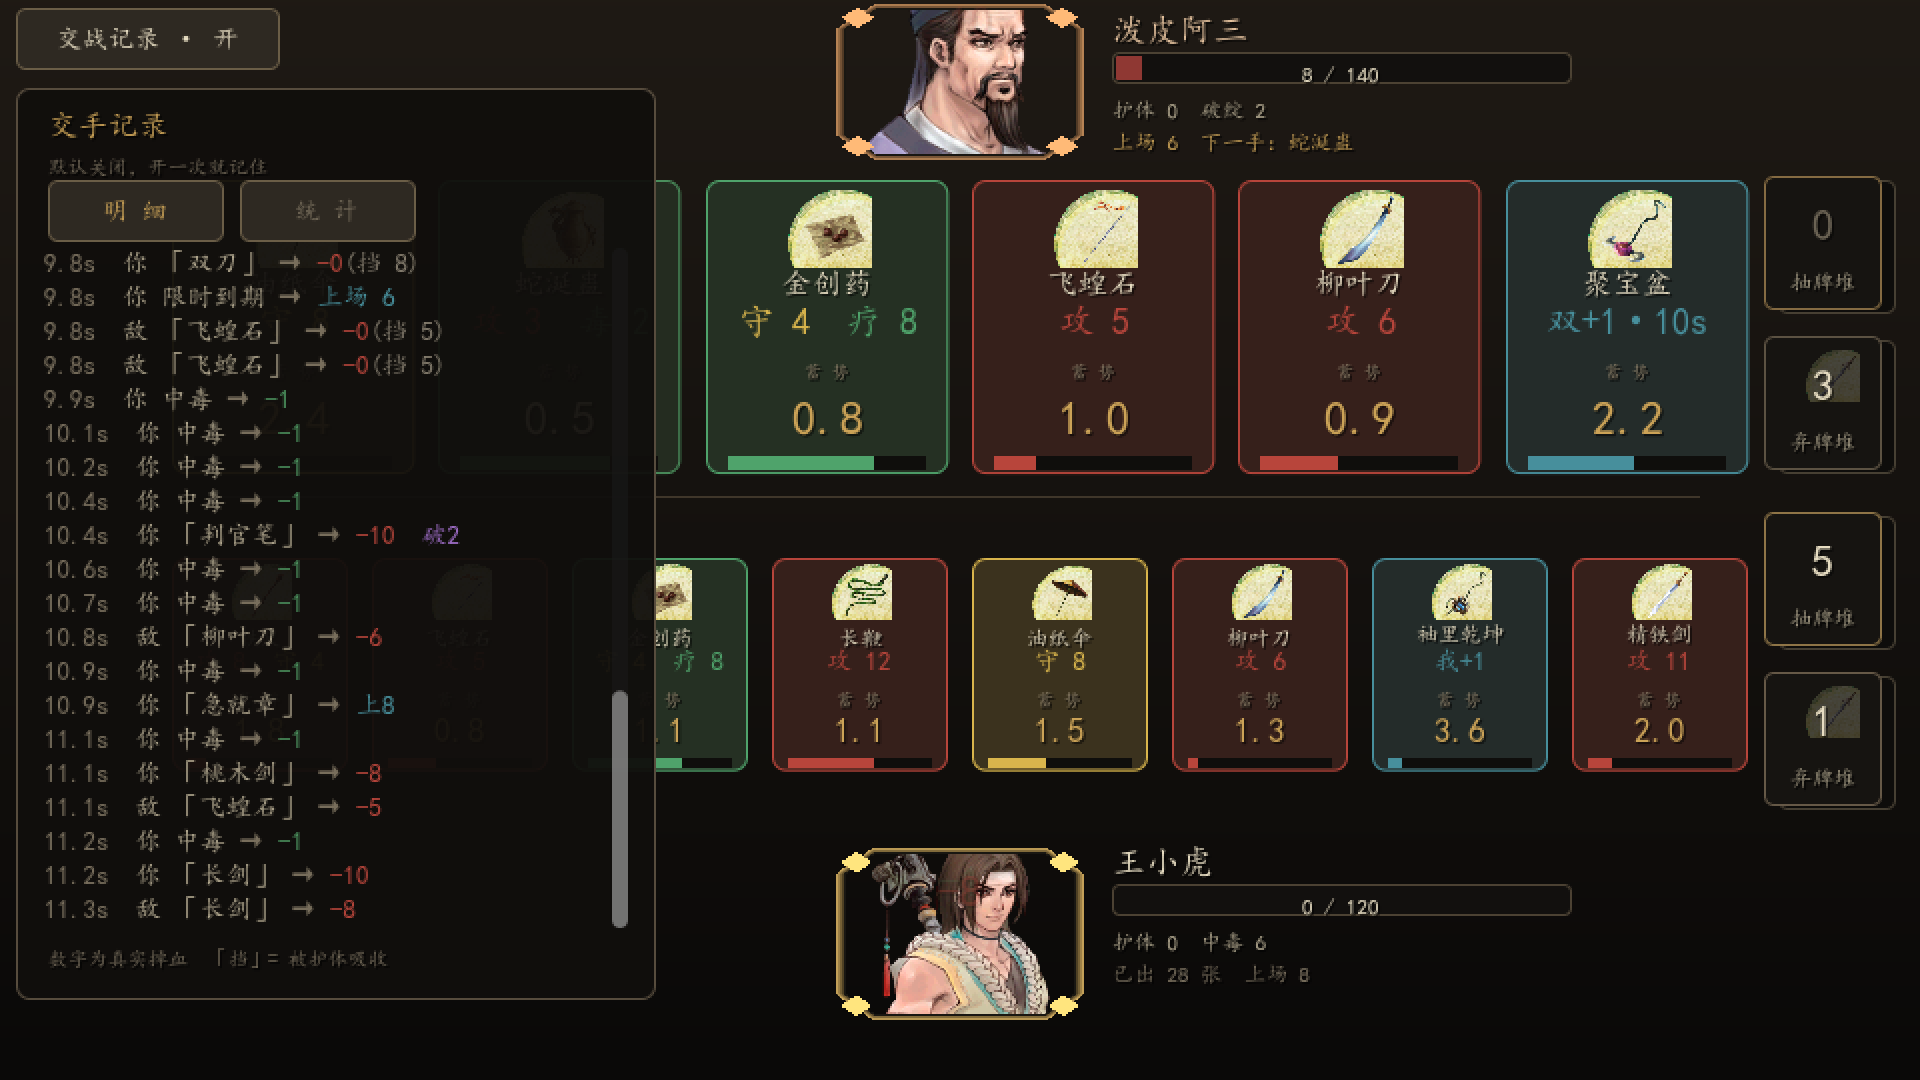 交战记录 · 开
泼皮阿三
8 / 140
护体 0 破绽 2
上场 6 下一手: 蛇涎蛊
交手记录
默认关闭, 开一次就记住
明 细
统 计
9.8s 你「双刀」→ -0(挡 8)
9.8s 你 限时到期 → 上场 6
9.8s 敌「飞蝗石」→ -0(挡 5)
9.8s 敌「飞蝗石」→ -0(挡 5)
9.9s 你 中毒 → -1
10.1s 你 中毒 → -1
10.2s 你 中毒 → -1
10.4s 你 中毒 → -1
10.4s 你「判官笔」→ -10 破2
10.6s 你 中毒 → -1
10.7s 你 中毒 → -1
10.8s 敌「柳叶刀」→ -6
10.9s 你 中毒 → -1
10.9s 你「急就章」→ 上8
11.1s 你 中毒 → -1
11.1s 你「桃木剑」→ -8
11.1s 敌「飞蝗石」→ -5
11.2s 你 中毒 → -1
11.2s 你「长剑」→ -10
11.3s 敌「长剑」→ -8
数字为真实掉血 「挡」= 被护体吸收
蛇涎蛊
0.5
金创药
守 4 疗 8
蓄势
0.8
飞蝗石
攻 5
蓄势
1.0
柳叶刀
攻 6
蓄势
0.9
聚宝盆
双+1·10s
蓄势
2.2
0
抽牌堆
3
弃牌堆
飞蝗石
0.8
创药
疗 8
势
.1
长鞭
攻 12
蓄势
1.1
油纸伞
守 8
蓄势
1.5
柳叶刀
攻 6
蓄势
1.3
袖里乾坤
我+1
蓄势
3.6
精铁剑
攻 11
蓄势
2.0
5
抽牌堆
1
弃牌堆
王小虎
0 / 120
护体 0 中毒 6
已出 28 张 上场 8